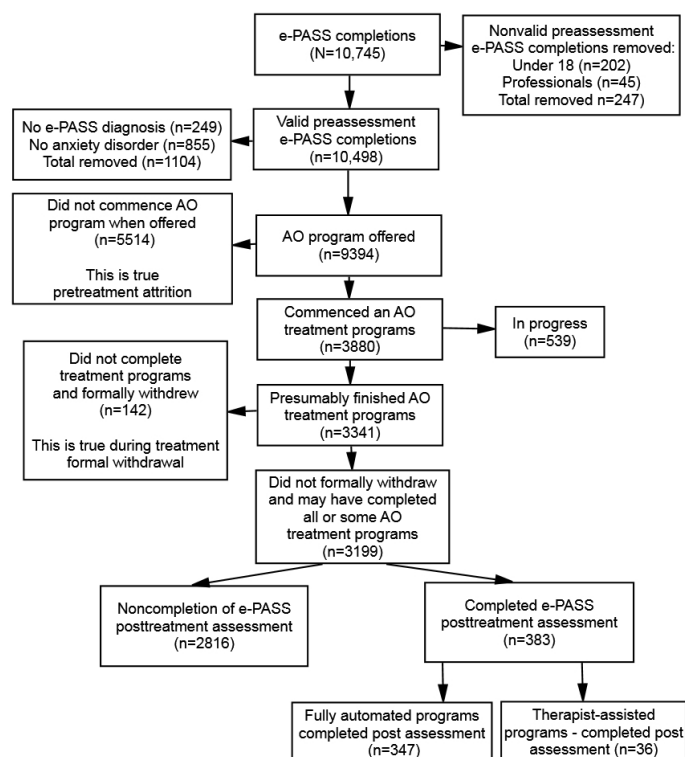 e-PASS completions
(N=10,745)
Nonvalid preassessment
e-PASS completions removed:
Under 18 (n=202)
Professionals (n=45)
Total removed n=247)
No e-PASS diagnosis (n=249)
No anxiety disorder (n=855)
Total removed (n=1104)
Valid preassessment
e-PASS completions
(n=10,498)
Did not commence AO
program when offered
(n=5514)
This is true
pretreatment attrition
AO program offered
(n=9394)
Commenced an AO
treatment programs
(n=3880)
In progress
(n=539)
Did not complete
treatment programs
and formally withdrew
(n=142)
This is true during treatment
formal withdrawal
Presumably finished AO
treatment programs
(n=3341)
Did not formally withdraw
and may have completed
all or some AO
treatment programs
(n=3199)
Noncompletion of e-PASS
posttreatment assessment
(n=2816)
Completed e-PASS
posttreatment assessment
(n=383)
Fully automated programs
completed post assessment
(n=347)
Therapist-assisted
programs - completed post
assessment (n=36)